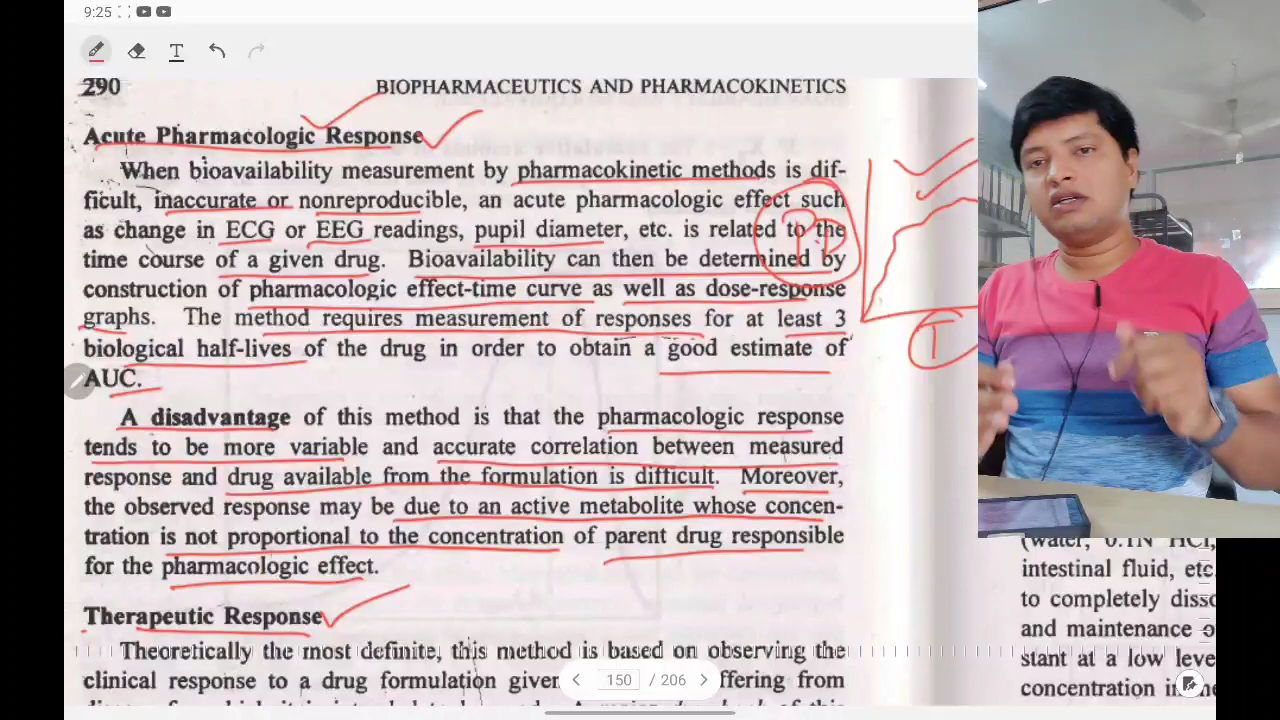 9:25
T
290
BIOPHARMACEUTICS AND PHARMACOKINETICS
Acute Pharmacologic Response
When bioavailability measurement by pharmacokinetic methods is dif-
ficult, inaccurate or nonreproducible, an acute pharmacologic effect such
as change in ECG or EEG readings, pupil diameter, etc. is related to the
time course of a given drug. Bioavailability can then be determined by
construction of pharmacologic effect-time curve as well as dose-response
graphs. The method requires measurement of responses for at least 3
biological half-lives of the drug in order to obtain a good estimate of
AUC.
A disadvantage of this method is that the pharmacologic response
tends to be more variable and accurate correlation between measured
response and drug available from the formulation is difficult. Moreover,
the observed response may be due to an active metabolite whose concen-
tration is not proportional to the concentration of parent drug responsible
for the pharmacologic effect.
Therapeutic Response
Theoretically the most definite, this method is based on observing the
clinical response to a drug formulation given
ffering from
150 / 206
PD
T
(water, 0.1N HCl,
intestinal fluid, etc.
to completely disso
and maintenance o
stant at a low leve
concentration in